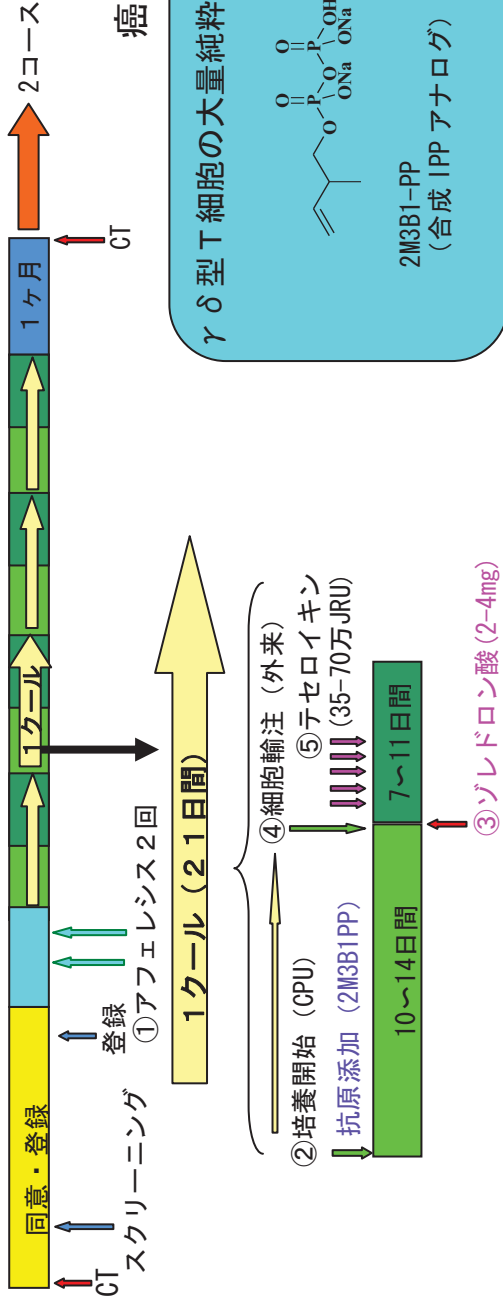 同意・登録
1クール
1ヶ月
2コース
CT
スクリーニング
登録
①アフェレシス2回
CT
1クール(21日間)
②培養開始 (CPU)
抗原添加 (2M3B1PP)
④細胞輸注 (外来)
⑤テセロイキン
(35-70万JRU)
10〜14日間
7〜11日間
③ゾレドロン酸(2-4mg)
癌
γδ型T細胞の大量純粋
O
O
O
P
O
P
OH
ONa
ONa
2M3B1-PP
(合成 IPP アナログ)